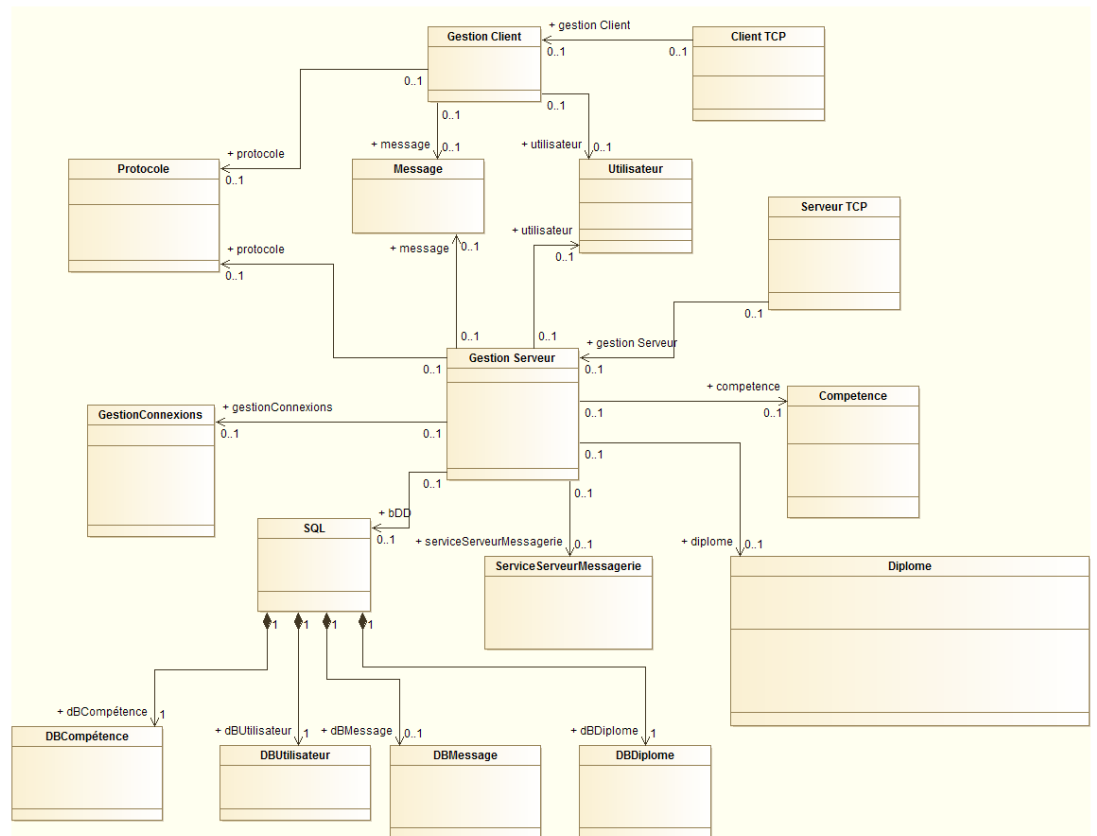 + gestion Client
Gestion Client
Client TCP
0..1
0..1
0..1
0..1
0..1
+ protocole
+ message
0..1
+ utilisateur
0..1
0..1
Protocole
Message
Utilisateur
Serveur TCP
+ utilisateur
+ protocole
+ message
0..1
0..1
0..1
0..1
0..1
0..1
+ gestion Serveur
Gestion Serveur
0..1
0..1
+ competence
Competence
+ gestionConnexions
GestionConnexions
0..1
0..1
0..1
0..1
0..1
0..1
0..1
+ bDD
SQL
0..1
+ serviceServeurMessagerie
0..1
+ diplome
0..1
ServiceServeurMessagerie
Diplome
1
1
1
1
+ dBCompétence
1
+ dBUtilisateur
1
+ dBMessage
0..1
+ dBDiplome
1
DBCompétence
DBUtilisateur
DBMessage
DBDiplome